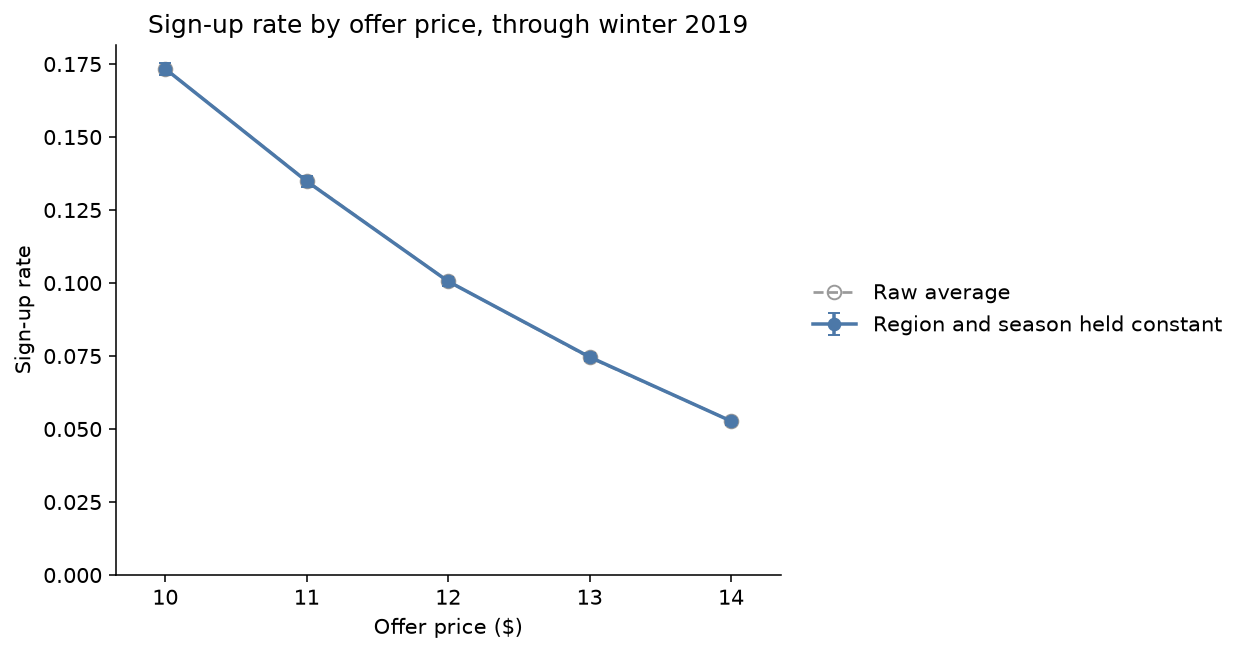 Sign-up rate by offer price, through winter 2019
0.175
0.150
0.125
0.100
0.075
0.050
0.025
0.000
Sign-up rate
10 11 12 13 14
Offer price ($)
Raw average
Region and season held constant